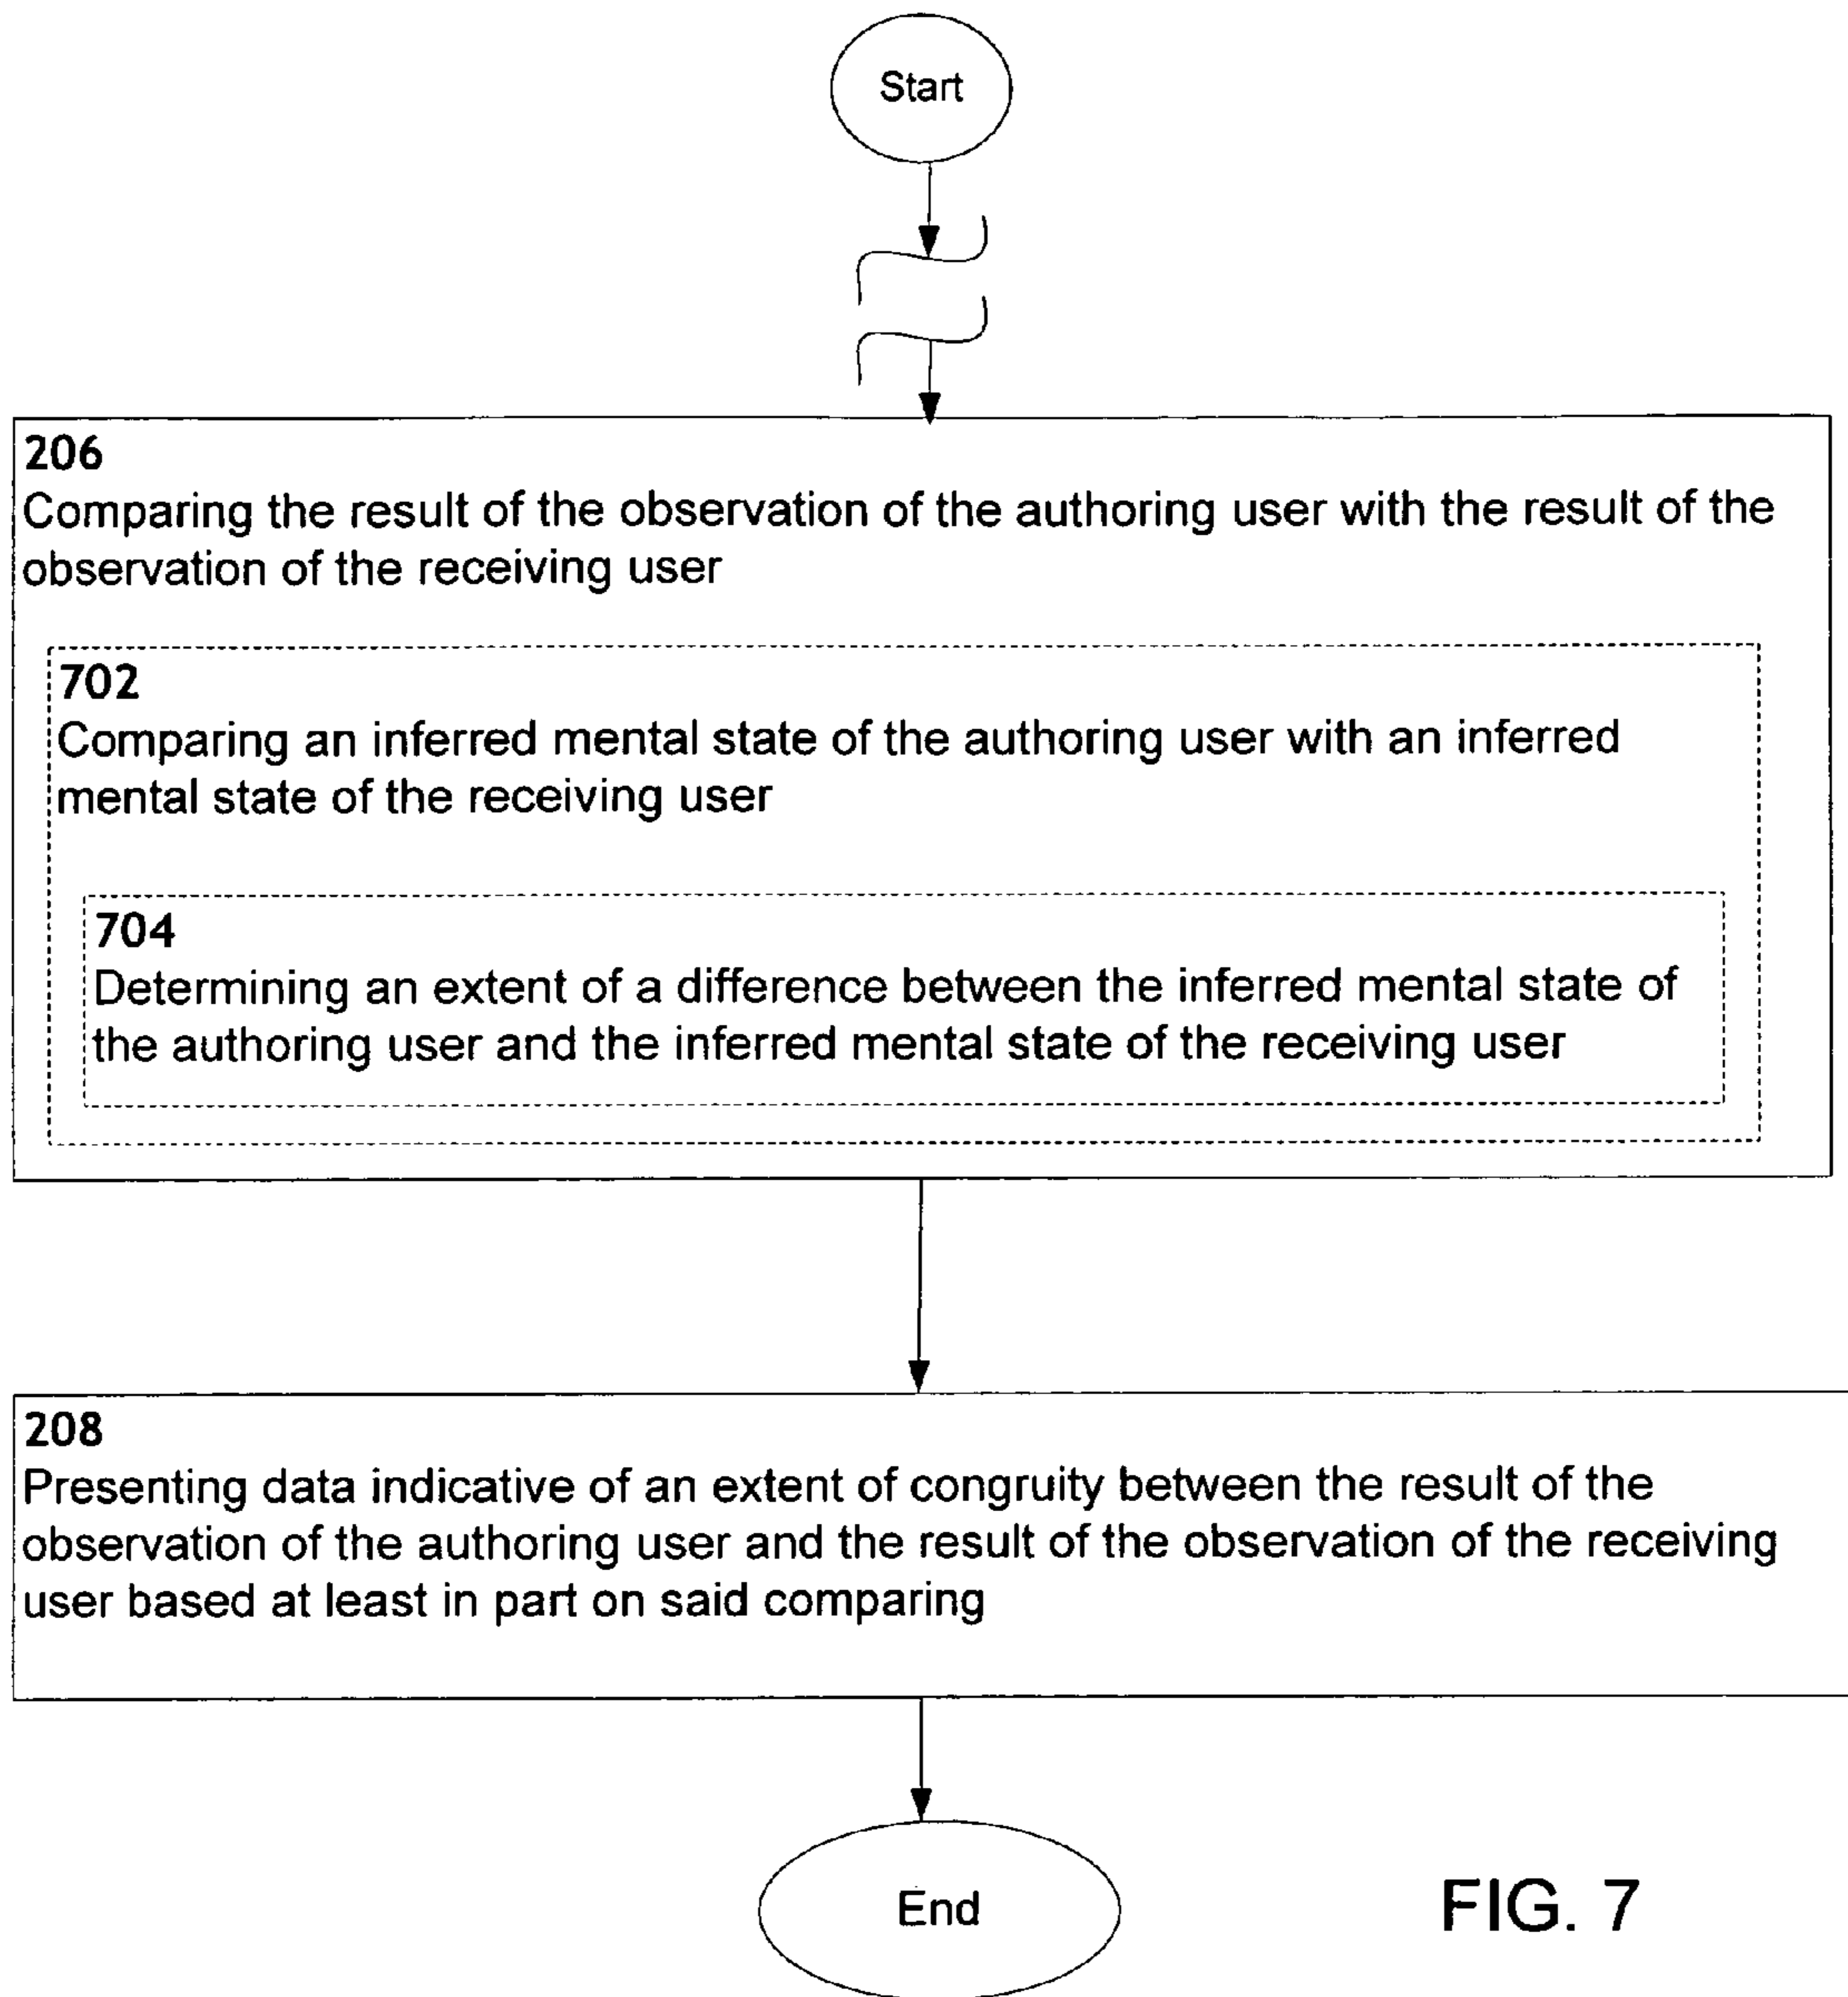 Start
206
Comparing the result of the observation of the authoring user with the result of the
observation of the receiving user
702
Comparing an inferred mental state of the authoring user with an inferred
mental state of the receiving user
704
Determining an extent of a difference between the inferred mental state of
the authoring user and the inferred mental state of the receiving user
208
Presenting data indicative of an extent of congruity between the result of the
observation of the authoring user and the result of the observation of the receiving
user based at least in part on said comparing
End
FIG. 7